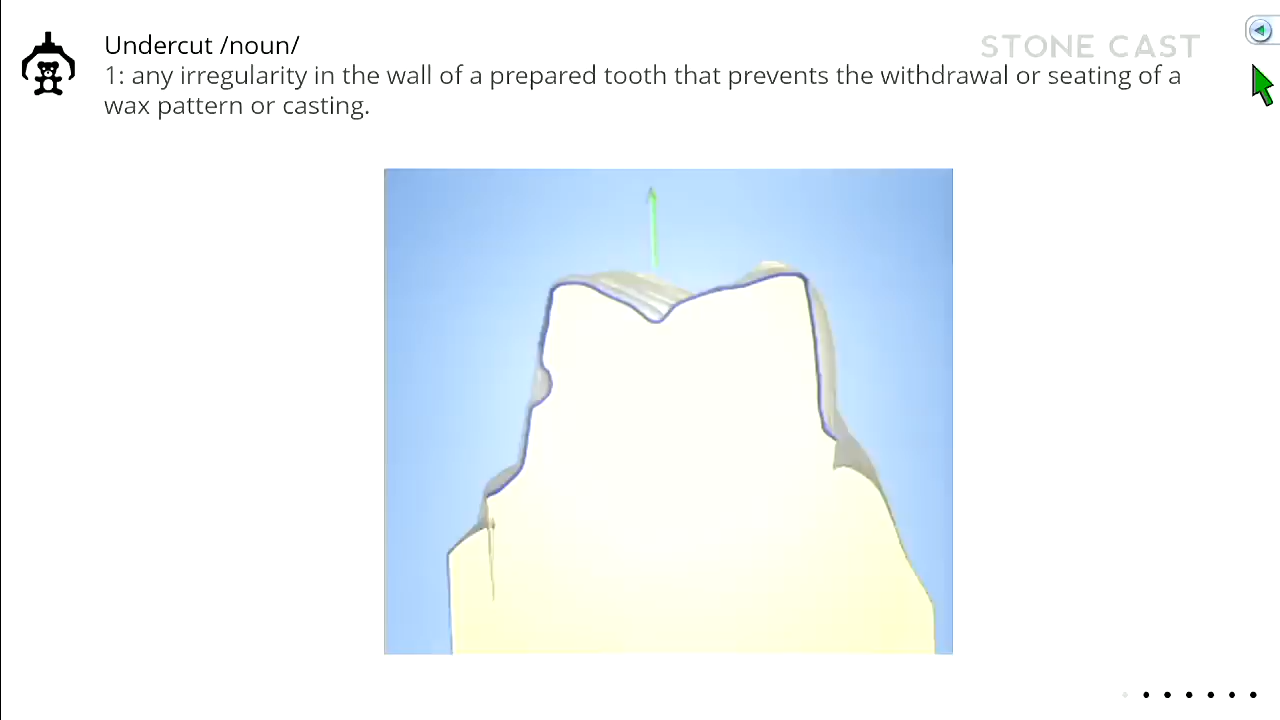 Undercut /noun/
STONE CAST
1: any irregularity in the wall of a prepared tooth that prevents the withdrawal or seating of a
wax pattern or casting.